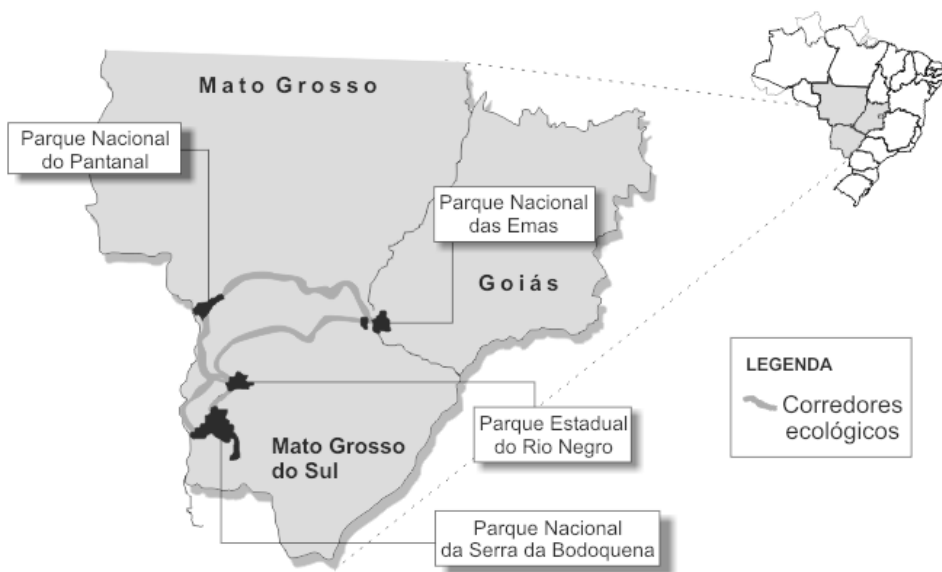 Mato Grosso
Parque Nacional
do Pantanal
Parque Nacional
das Emas
Goiás
LEGENDA
Corredores
ecológicos
Parque Estadual
do Rio Negro
Mato Grosso
do Sul
Parque Nacional
da Serra da Bodoquena